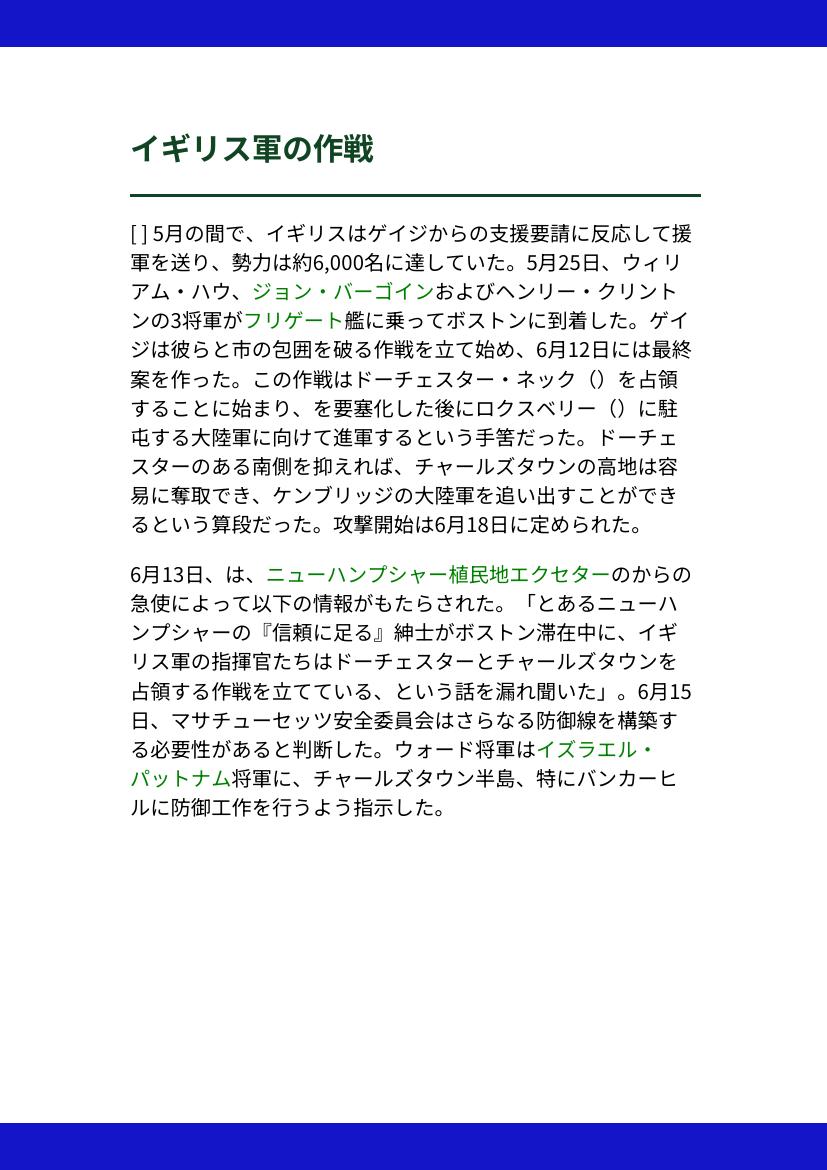 イギリス軍の作戦
[ ] 5月の間で、イギリスはゲイジからの支援要請に反応して援
軍を送り、勢力は約6,000名に達していた。5月25日、ウィリ
アム・ハウ、ジョン・バーゴインおよびヘンリー・クリント
ンの3将軍がフリゲート艦に乗ってボストンに到着した。ゲイ
ジは彼らと市の包囲を破る作戦を立て始め、6月12日には最終
案を作った。この作戦はドーチェスター・ネック（）を占領
することに始まり、を要塞化した後にロクスベリー（）に駐
屯する大陸軍に向けて進軍するという手筈だった。ドーチェ
スターのある南側を抑えれば、チャールズタウンの高地は容
易に奪取でき、ケンブリッジの大陸軍を追い出すことができ
るという算段だった。攻撃開始は6月18日に定められた。
6月13日、は、ニューハンプシャー植民地エクセターのからの
急使によって以下の情報がもたらされた。「とあるニューハ
ンプシャーの『信頼に足る』紳士がボストン滞在中に、イギ
リス軍の指揮官たちはドーチェスターとチャールズタウンを
占領する作戦を立てている、という話を漏れ聞いた」。6月15
日、マサチューセッツ安全委員会はさらなる防御線を構築す
る必要性があると判断した。ウォード将軍はイズラエル・
パットナム将軍に、チャールズタウン半島、特にバンカーヒ
ルに防御工作を行うよう指示した。